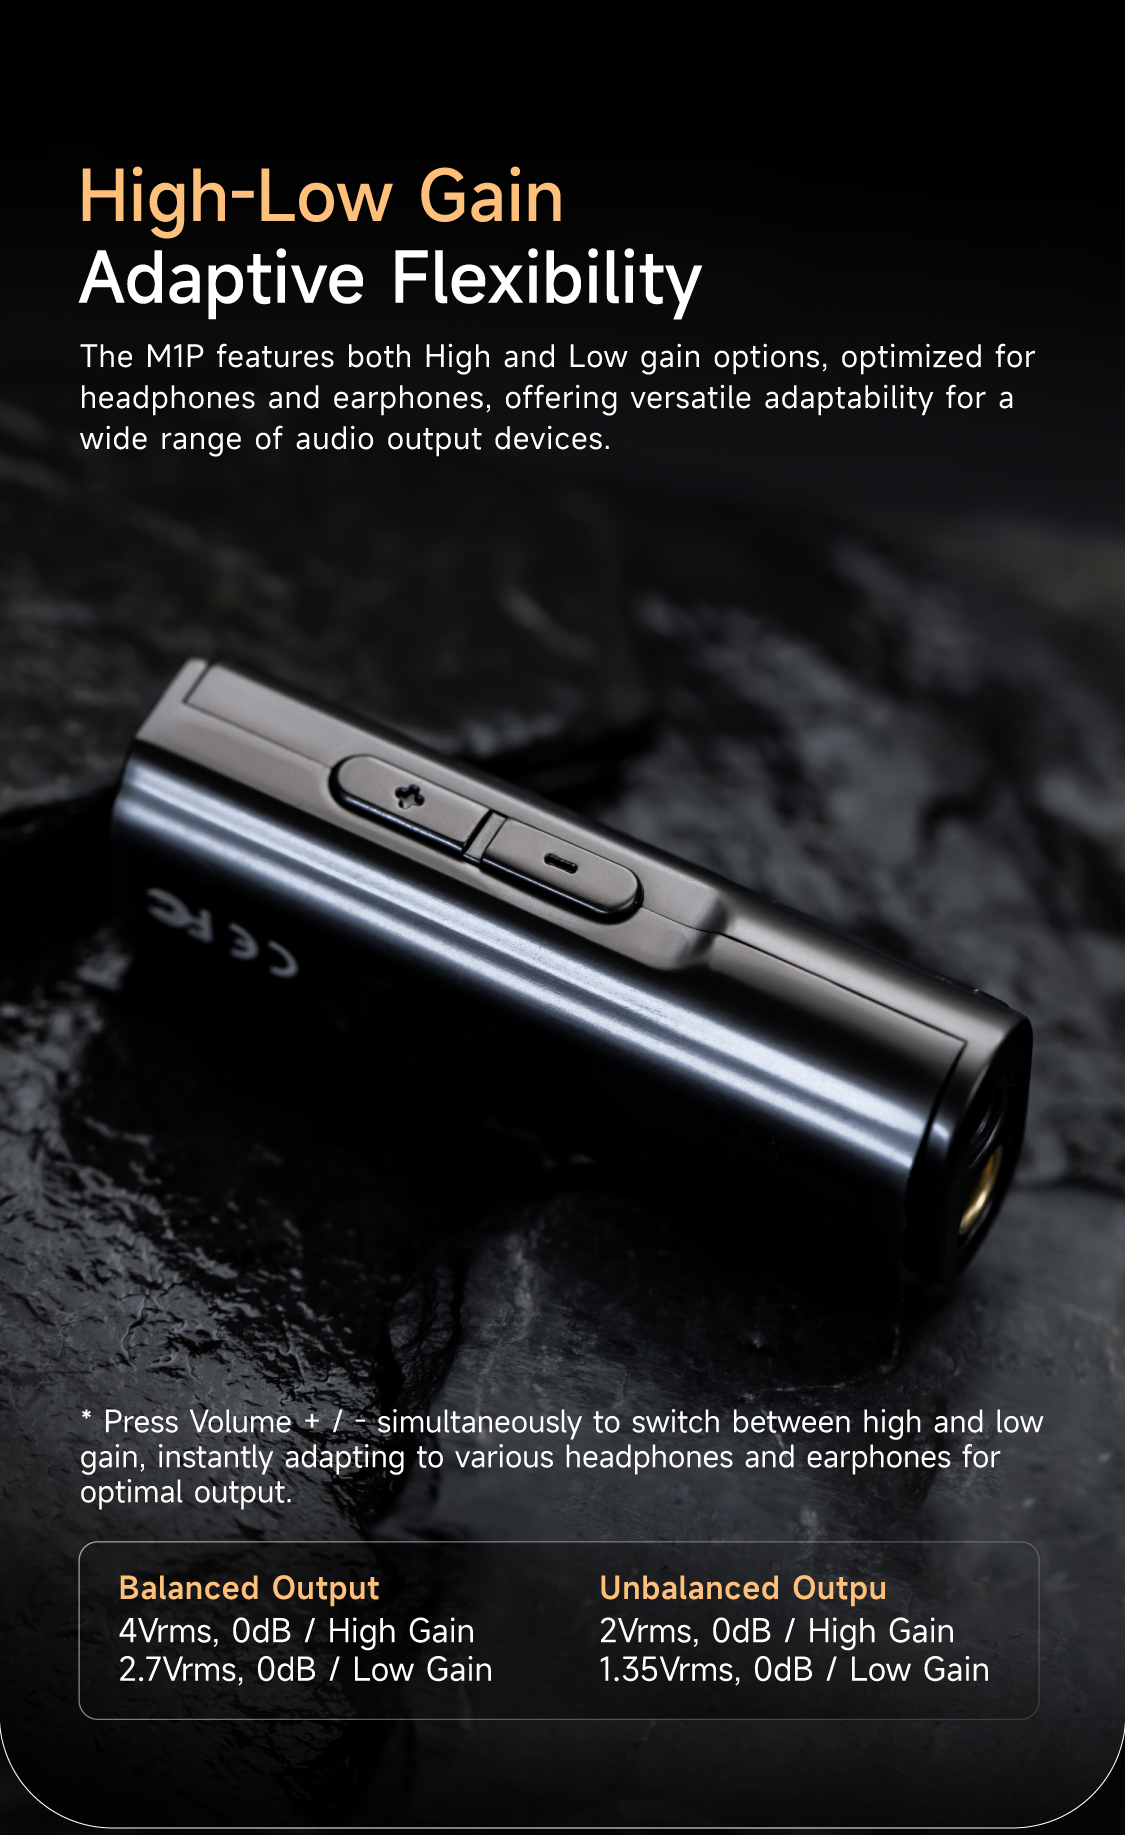 High-Low Gain
Adaptive Flexibility
The M1P features both High and Low gain options, optimized for
headphones and earphones, offering versatile adaptability for a
wide range of audio output devices.
+
-
FC CE
* Press Volume + / - simultaneously to switch between high and low
gain, instantly adapting to various headphones and earphones for
optimal output.
Balanced Output
4Vrms, 0dB / High Gain
2.7Vrms, 0dB / Low Gain
Unbalanced Outpu
2Vrms, 0dB / High Gain
1.35Vrms, 0dB / Low Gain